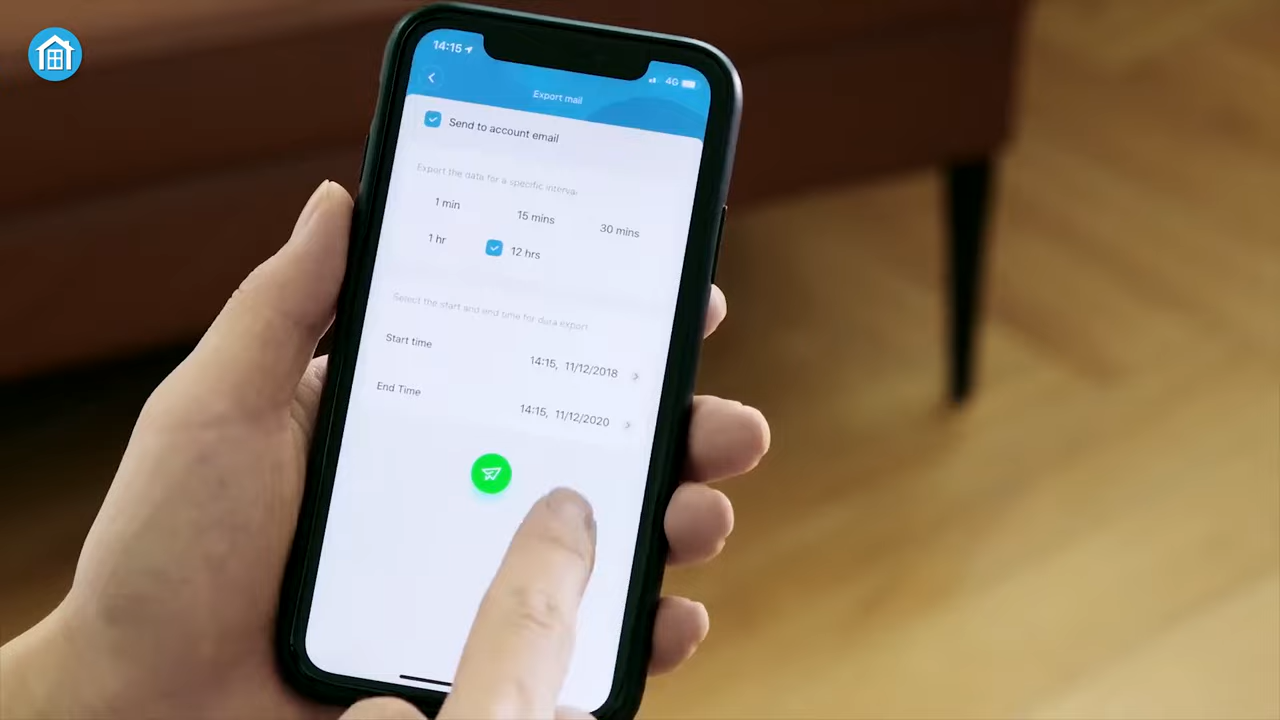 14:15
4G
Export mail
Send to account email
Export the data for a specific interval
1 min 15 mins 30 mins
1 hr 12 hrs
Select the start and end time for data export
Start time 14:15, 11/12/2018
End Time 14:15, 11/12/2020